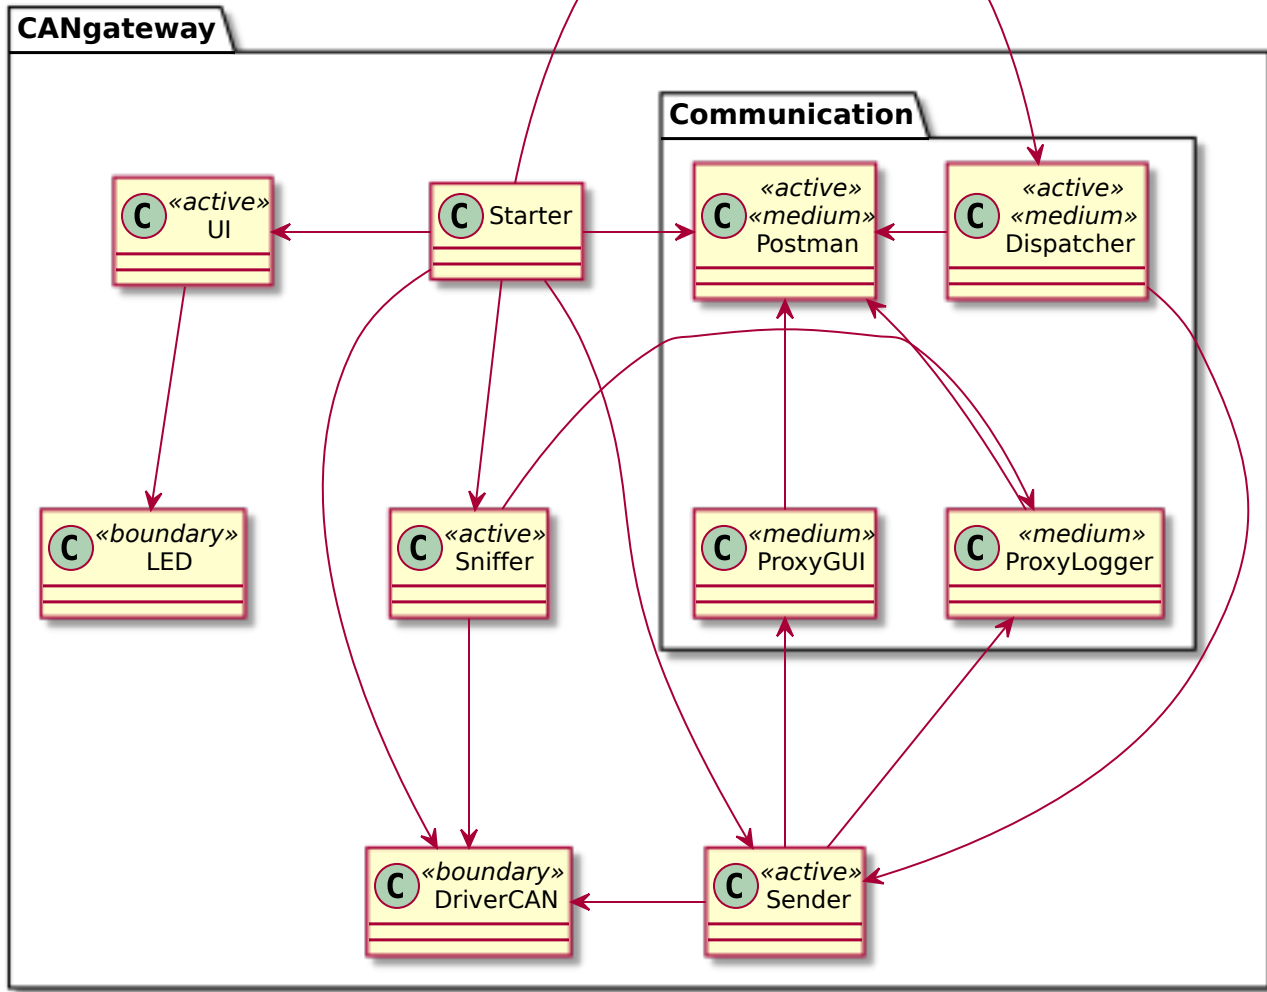 CANgateway
Communication
C
«active»
UI
C
Starter
C
«active»
«medium»
Postman
C
«active»
«medium»
Dispatcher
C
«boundary»
LED
C
«active»
Sniffer
C
«medium»
ProxyGUI
C
«medium»
ProxyLogger
C
«boundary»
DriverCAN
C
«active»
Sender